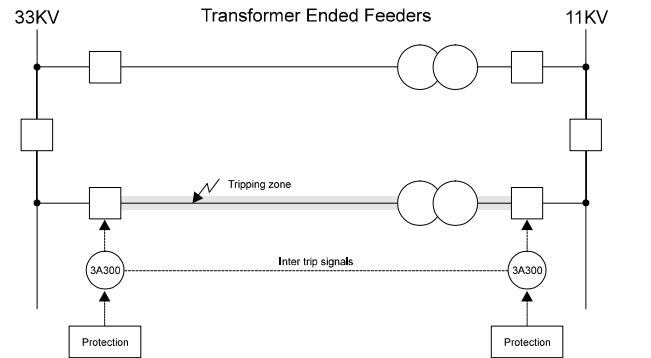 Transformer Ended Feeders
33KV
11KV
Tripping zone
3A300
Inter trip signals
3A300
Protection
Protection